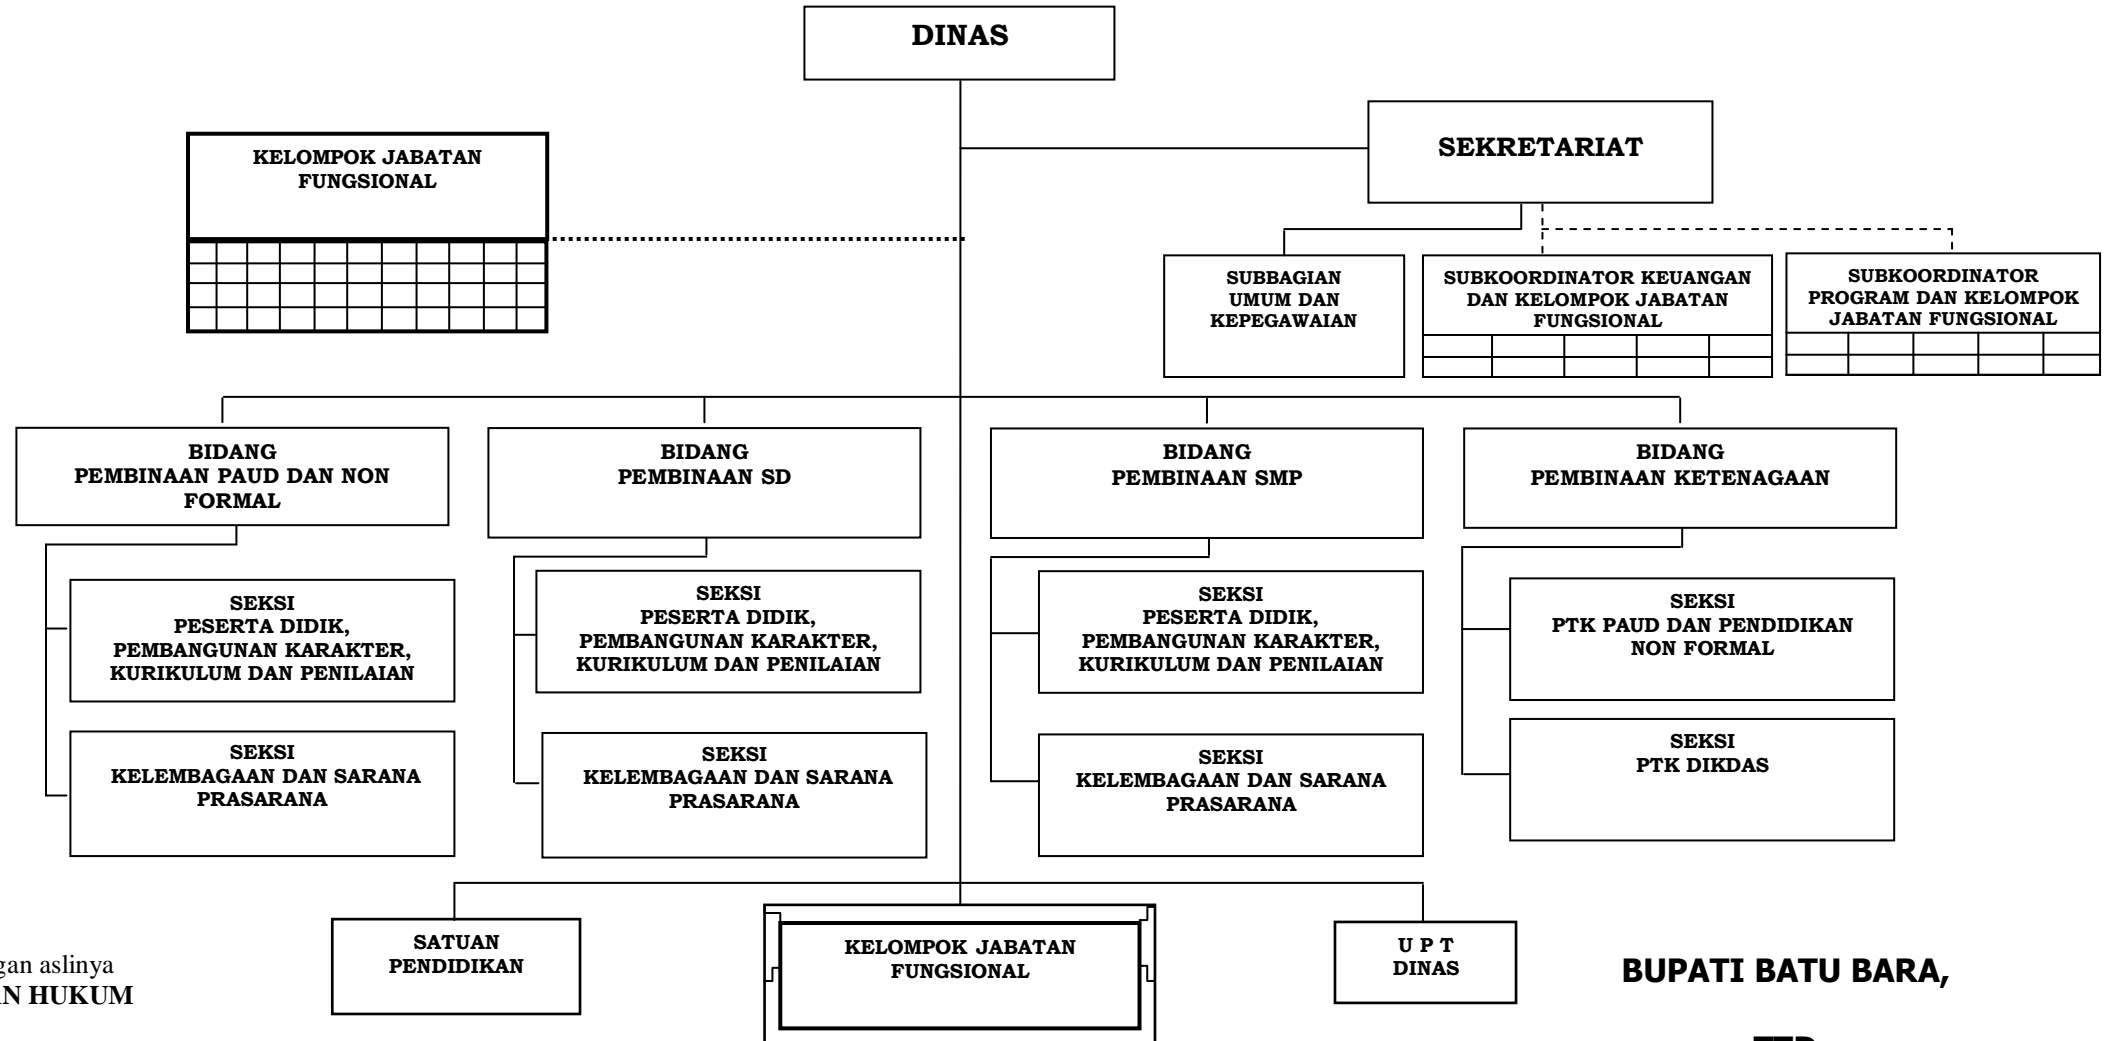 DINAS
SEKRETARIAT
KELOMPOK JABATAN
FUNGSIONAL
SUBBAGIAN
UMUM DAN
KEPEGAWAIAN
SUBKOORDINATOR KEUANGAN
DAN KELOMPOK JABATAN
FUNGSIONAL
SUBKOORDINATOR
PROGRAM DAN KELOMPOK
JABATAN FUNGSIONAL
BIDANG
PEMBINAAN PAUD DAN NON
FORMAL
BIDANG
PEMBINAAN SD
BIDANG
PEMBINAAN SMP
BIDANG
PEMBINAAN KETENAGAAN
SEKSI
PESERTA DIDIK,
PEMBANGUNAN KARAKTER,
KURIKULUM DAN PENILAIAN
SEKSI
PESERTA DIDIK,
PEMBANGUNAN KARAKTER,
KURIKULUM DAN PENILAIAN
SEKSI
PESERTA DIDIK,
PEMBANGUNAN KARAKTER,
KURIKULUM DAN PENILAIAN
SEKSI
PTK PAUD DAN PENDIDIKAN
NON FORMAL
SEKSI
KELEMBAGAAN DAN SARANA
PRASARANA
SEKSI
KELEMBAGAAN DAN SARANA
PRASARANA
SEKSI
KELEMBAGAAN DAN SARANA
PRASARANA
SEKSI
PTK DIKDAS
SATUAN
PENDIDIKAN
KELOMPOK JABATAN
FUNGSIONAL
U P T
DINAS
aslinya
HUKUM
BUPATI BATU BARA,